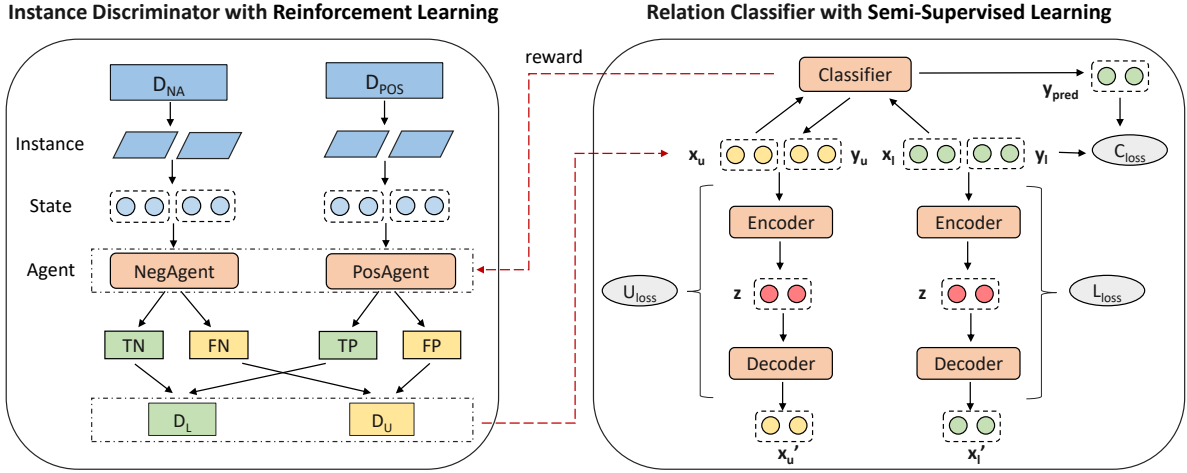 Instance Discriminator with Reinforcement Learning
D_NA
D_POS
Instance
State
Agent
NegAgent
PosAgent
TN
FN
TP
FP
D_L
D_U
reward
Relation Classifier with Semi-Supervised Learning
Classifier
y_pred
x_u
y_u
x_l
y_l
C_loss
Encoder
Encoder
U_loss
z
z
L_loss
Decoder
Decoder
x_u'
x_l'